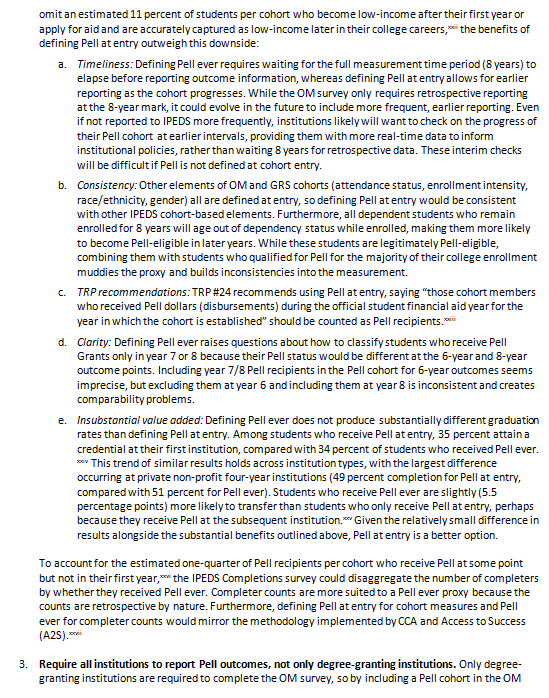 omit an estimated 11 percent of students per cohort who become low-income after their first year or
apply for aid and are accurately captured as low-income later in their college careers,xxii the benefits of
defining Pell at entry outweigh this downside:
a. Timeliness: Defining Pell ever requires waiting for the full measurement time period (8 years) to
elapse before reporting outcome information, whereas defining Pell at entry allows for earlier
reporting as the cohort progresses. While the OM survey only requires retrospective reporting
at the 8-year mark, it could evolve in the future to include more frequent, earlier reporting. Even
if not reported to IPEDS more frequently, institutions likely will want to check on the progress of
their Pell cohort at earlier intervals, providing them with more real-time data to inform
institutional policies, rather than waiting 8 years for retrospective data. These interim checks
will be difficult if Pell is not defined at cohort entry.
b. Consistency: Other elements of OM and GRS cohorts (attendance status, enrollment intensity,
race/ethnicity, gender) all are defined at entry, so defining Pell at entry would be consistent
with other IPEDS cohort-based elements. Furthermore, all dependent students who remain
enrolled for 8 years will age out of dependency status while enrolled, making them more likely
to become Pell-eligible in later years. While these students are legitimately Pell-eligible,
combining them with students who qualified for Pell for the majority of their college enrollment
muddies the proxy and builds inconsistencies into the measurement.
c. TRP recommendations: TRP #24 recommends using Pell at entry, saying “those cohort members
who received Pell dollars (disbursements) during the official student financial aid year for the
year in which the cohort is established” should be counted as Pell recipients.xxiii
d. Clarity: Defining Pell ever raises questions about how to classify students who receive Pell
Grants only in year 7 or 8 because their Pell status would be different at the 6-year and 8-year
outcome points. Including year 7/8 Pell recipients in the Pell cohort for 6-year outcomes seems
imprecise, but excluding them at year 6 and including them at year 8 is inconsistent and creates
comparability problems.
e. Insubstantial value added: Defining Pell ever does not produce substantially different graduation
rates than defining Pell at entry. Among students who receive Pell at entry, 35 percent attain a
credential at their first institution, compared with 34 percent of students who received Pell ever.
xxiv This trend of similar results holds across institution types, with the largest difference
occurring at private non-profit four-year institutions (49 percent completion for Pell at entry,
compared with 51 percent for Pell ever). Students who receive Pell ever are slightly (5.5
percentage points) more likely to transfer than students who only receive Pell at entry, perhaps
because they receive Pell at the subsequent institution.xxv Given the relatively small difference in
results alongside the substantial benefits outlined above, Pell at entry is a better option.
To account for the estimated one-quarter of Pell recipients per cohort who receive Pell at some point
but not in their first year,xxvi the IPEDS Completions survey could disaggregate the number of completers
by whether they received Pell ever. Completer counts are more suited to a Pell ever proxy because the
counts are retrospective by nature. Furthermore, defining Pell at entry for cohort measures and Pell
ever for completer counts would mirror the methodology implemented by CCA and Access to Success
(A2S).xxvii
3. Require all institutions to report Pell outcomes, not only degree-granting institutions. Only degree-
granting institutions are required to complete the OM survey, so by including a Pell cohort in the OM